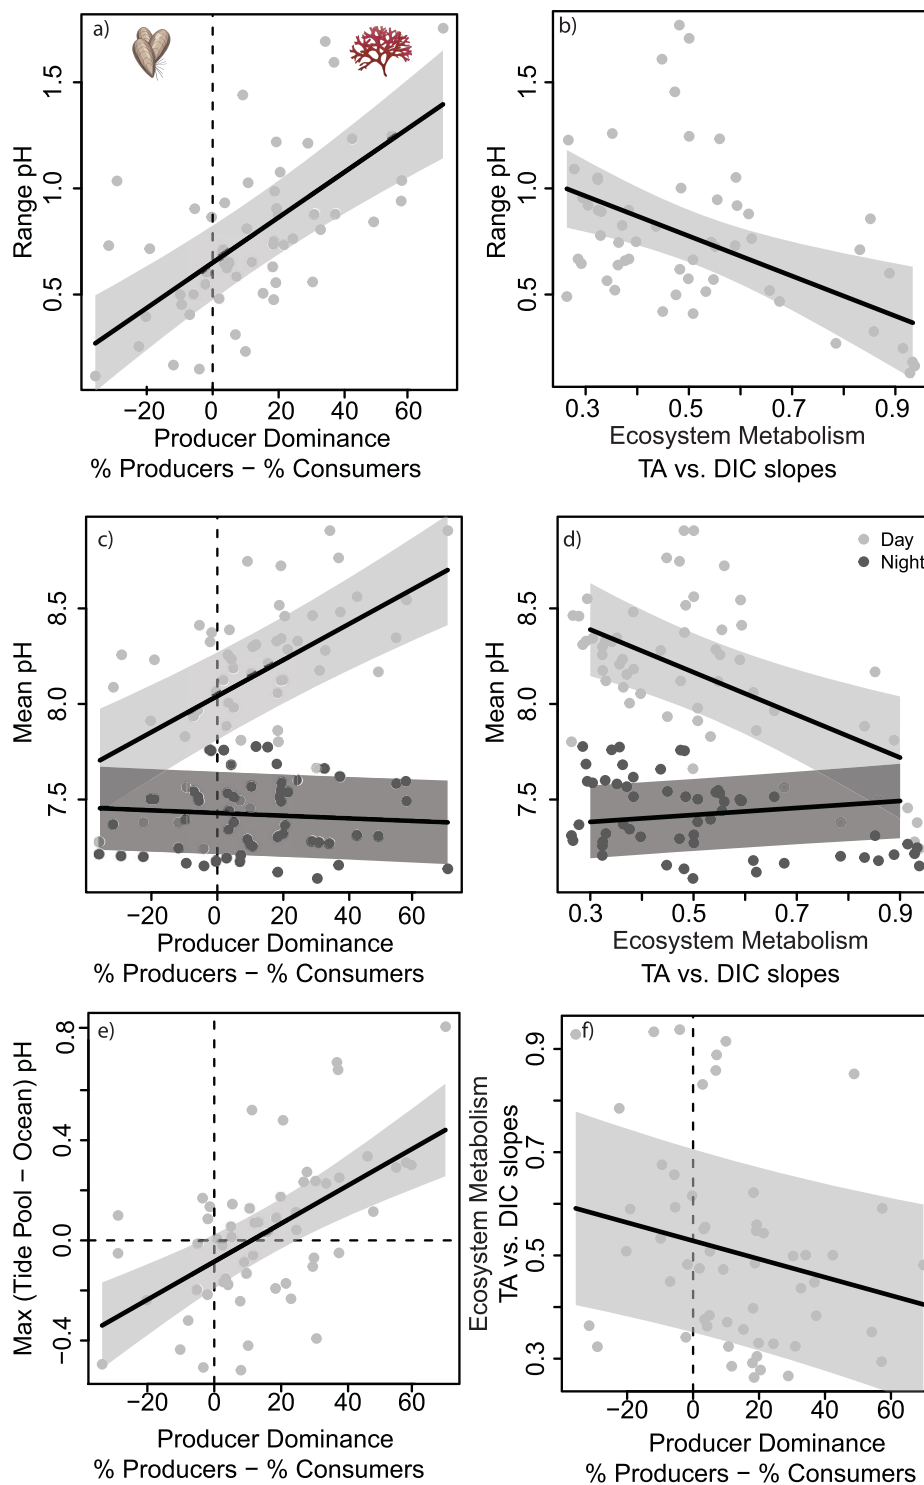 a)
Range pH
0.5
1.0
1.5
−20
0
20
40
60
Producer Dominance
% Producers − % Consumers
b)
Range pH
0.5
1.0
1.5
0.3
0.5
0.7
0.9
Ecosystem Metabolism
TA vs. DIC slopes
c)
Mean pH
7.5
8.0
8.5
−20
0
20
40
60
Producer Dominance
% Producers − % Consumers
d)
Day
Night
Mean pH
7.5
8.0
8.5
0.3
0.5
0.7
0.9
Ecosystem Metabolism
TA vs. DIC slopes
e)
Max (Tide Pool − Ocean) pH
−0.4
0.0
0.4
0.8
−20
0
20
40
60
Producer Dominance
% Producers − % Consumers
f)
Ecosystem Metabolism
TA vs. DIC slopes
0.3
0.5
0.7
0.9
−20
0
20
40
60
Producer Dominance
% Producers − % Consumers